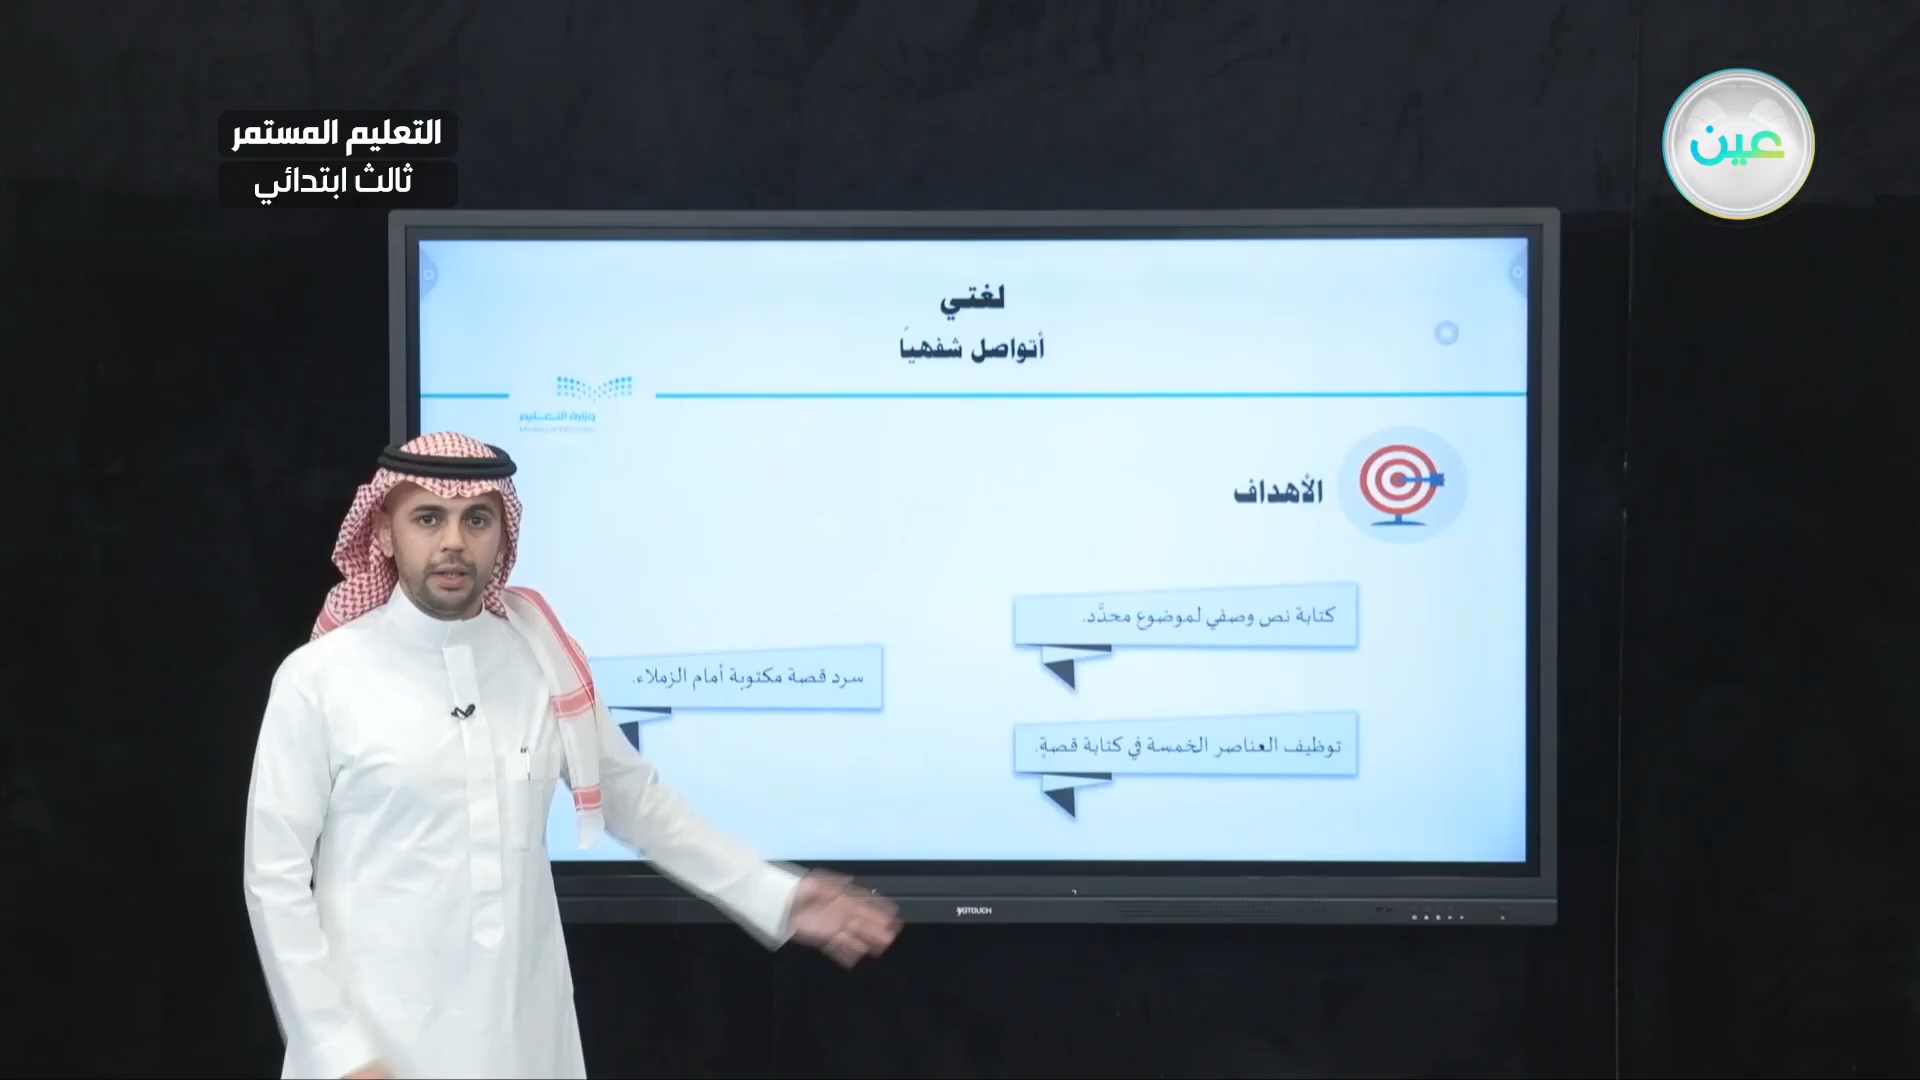 التعليم المستمر
ثالث ابتدائي
عين
لغتي
أتواصل شفهياً
وزارة التعليم
الأهداف
كتابة نص وصفي لموضوع محدَّد.
سرد قصة مكتوبة أمام الزملاء.
توظيف العناصر الخمسة في كتابة قصةٍ.